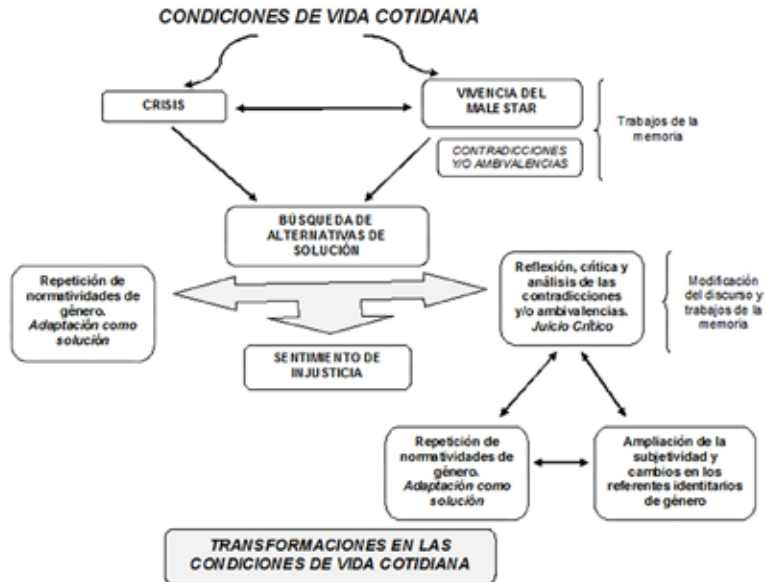 CONDICIONES DE VIDA COTIDIANA
CRISIS
VIVENCIA DEL
MALESTAR
CONTRADICCIONES
Y/O AMBIVALENCIAS
Trabajos de la
memoria
BÚSQUEDA DE
ALTERNATIVAS DE
SOLUCIÓN
Repetición de
normatividades de
género.
Adaptación como
solución
Reflexión, crítica y
análisis de las
contradicciones
y/o ambivalencias.
Juicio Crítico
Modificación
del discurso y
trabajos de la
memoria
SENTIMIENTO DE
INJUSTICIA
Repetición de
normatividades de
género.
Adaptación como
solución
Ampliación de la
subjetividad y
cambios en los
referentes identitarios
de género
TRANSFORMACIONES EN LAS
CONDICIONES DE VIDA COTIDIANA